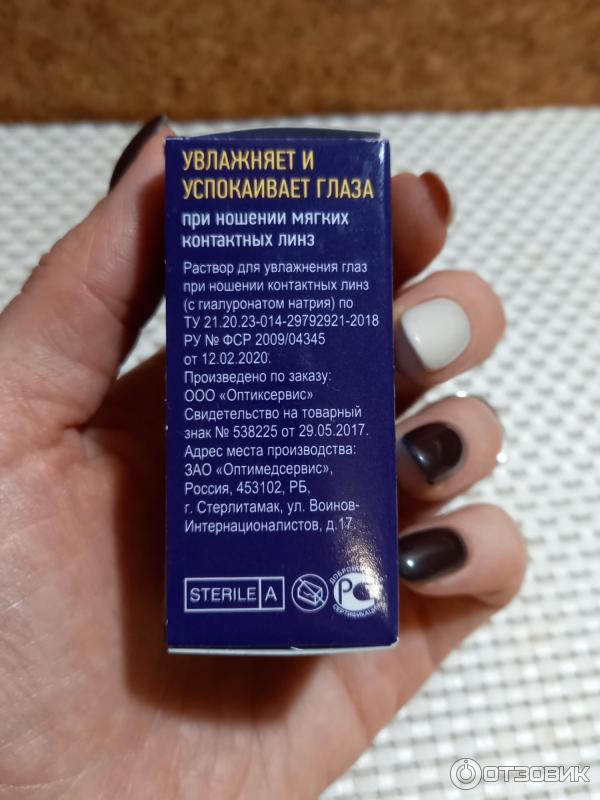 УВЛАЖНЯЕТ И
УСПОКАИВАЕТ ГЛАЗА
при ношении мягких
контактных линз
Раствор для увлажнения глаз
при ношении контактных линз
(с гиалуронатом натрия) по
ТУ 21.20.23-014-29792921-2018
РУ № ФСР 2009/04345
от 12.02.2020.
Произведено по заказу:
ООО «Оптиксервис»
Свидетельство на товарный
знак № 538225 от 29.05.2017.
Адрес места производства:
ЗАО «Оптимедсервис»,
Россия, 453102, РБ,
г. Стерлитамак, ул. Воинов-
Интернационалистов, д.17
STERILE A
РС
СЕРТИФИКАЦИЯ
ОТЗОВИК